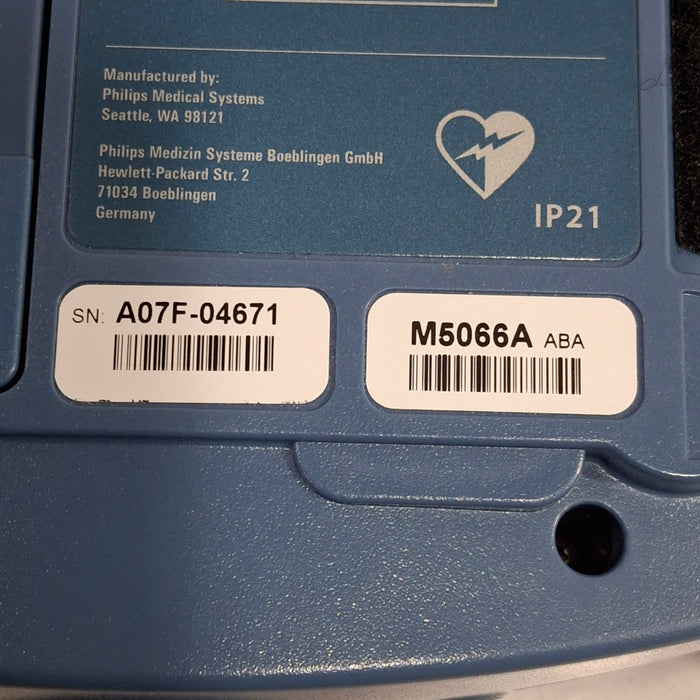 Manufactured by:
Philips Medical Systems
Seattle, WA 98121
Philips Medizin Systeme Boeblingen GmbH
Hewlett-Packard Str. 2
71034 Boeblingen
Germany
IP21
SN: A07F-04671
M5066A ABA